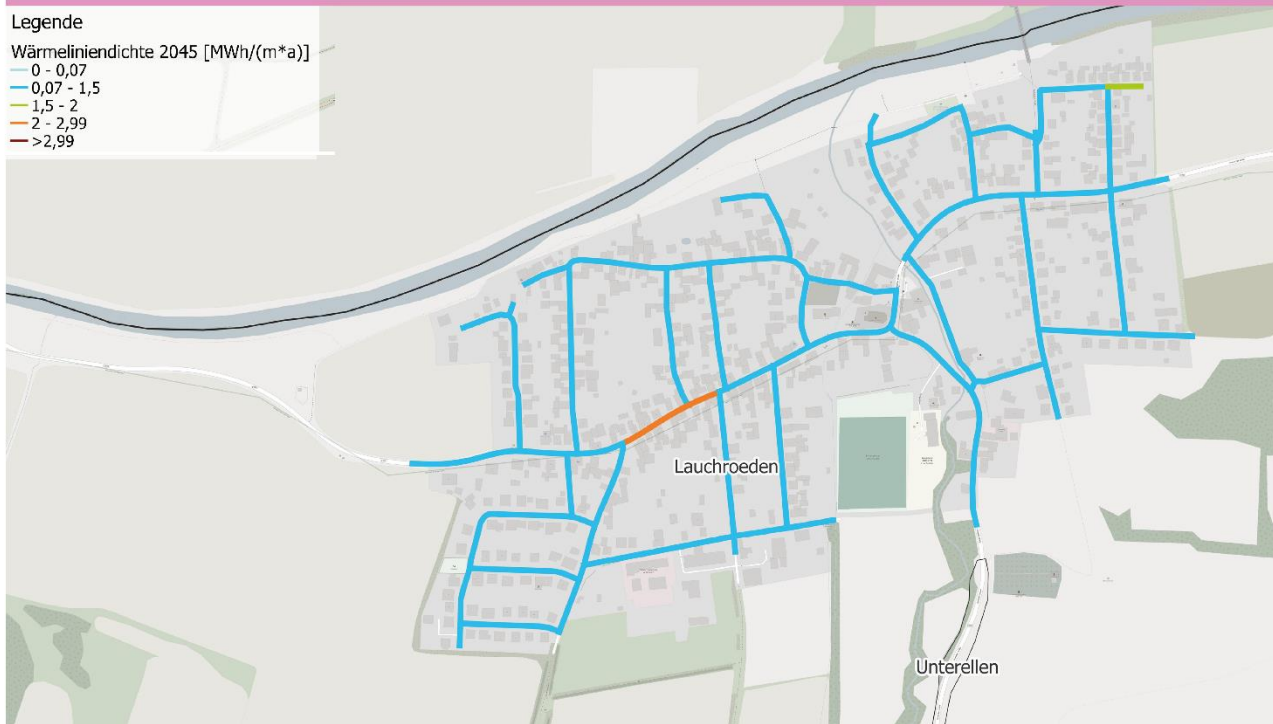 Legende
Wärmeliniendichte 2045 [MWh/(m*a)]
0 - 0,07
0,07 - 1,5
1,5 - 2
2 - 2,99
>2,99
Lauchroeden
Unterellen